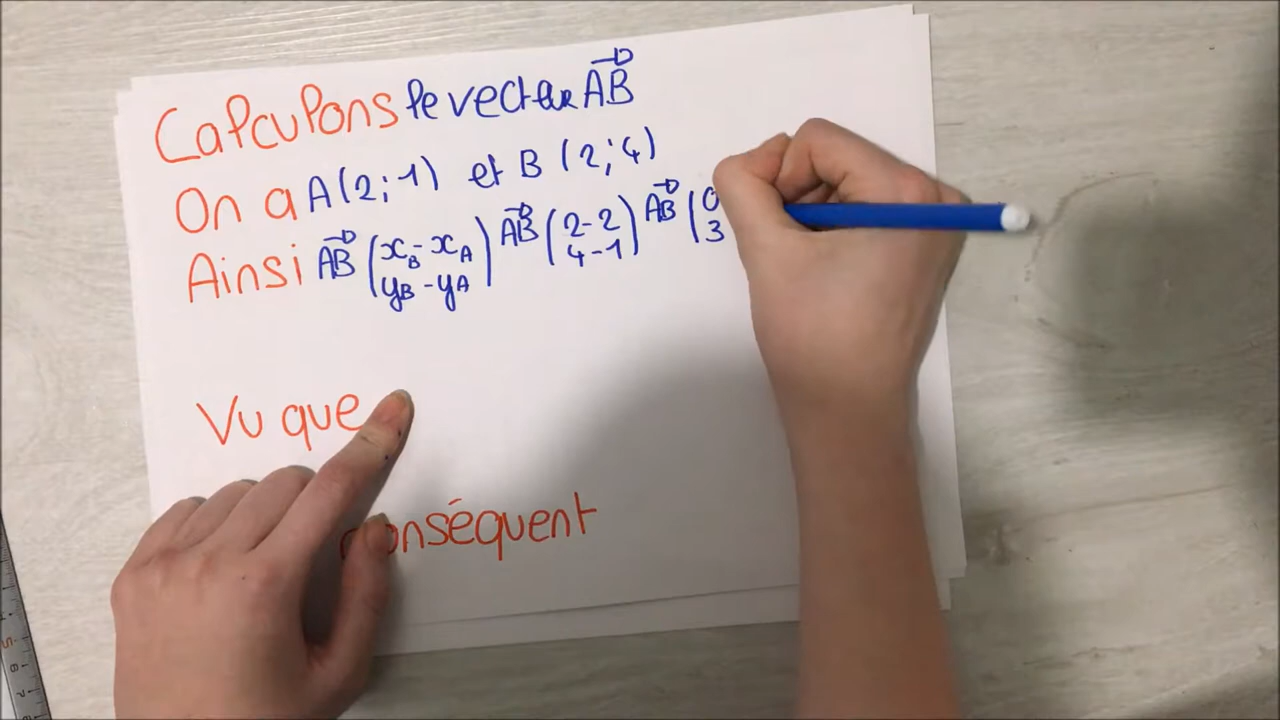 Calculons le vecteur AB
On a A(2;1) et B (2;4)
Ainsi AB (xB - xA) AB (2-2) AB (0
yB - yA 4-1 3
Vu que
conséquent